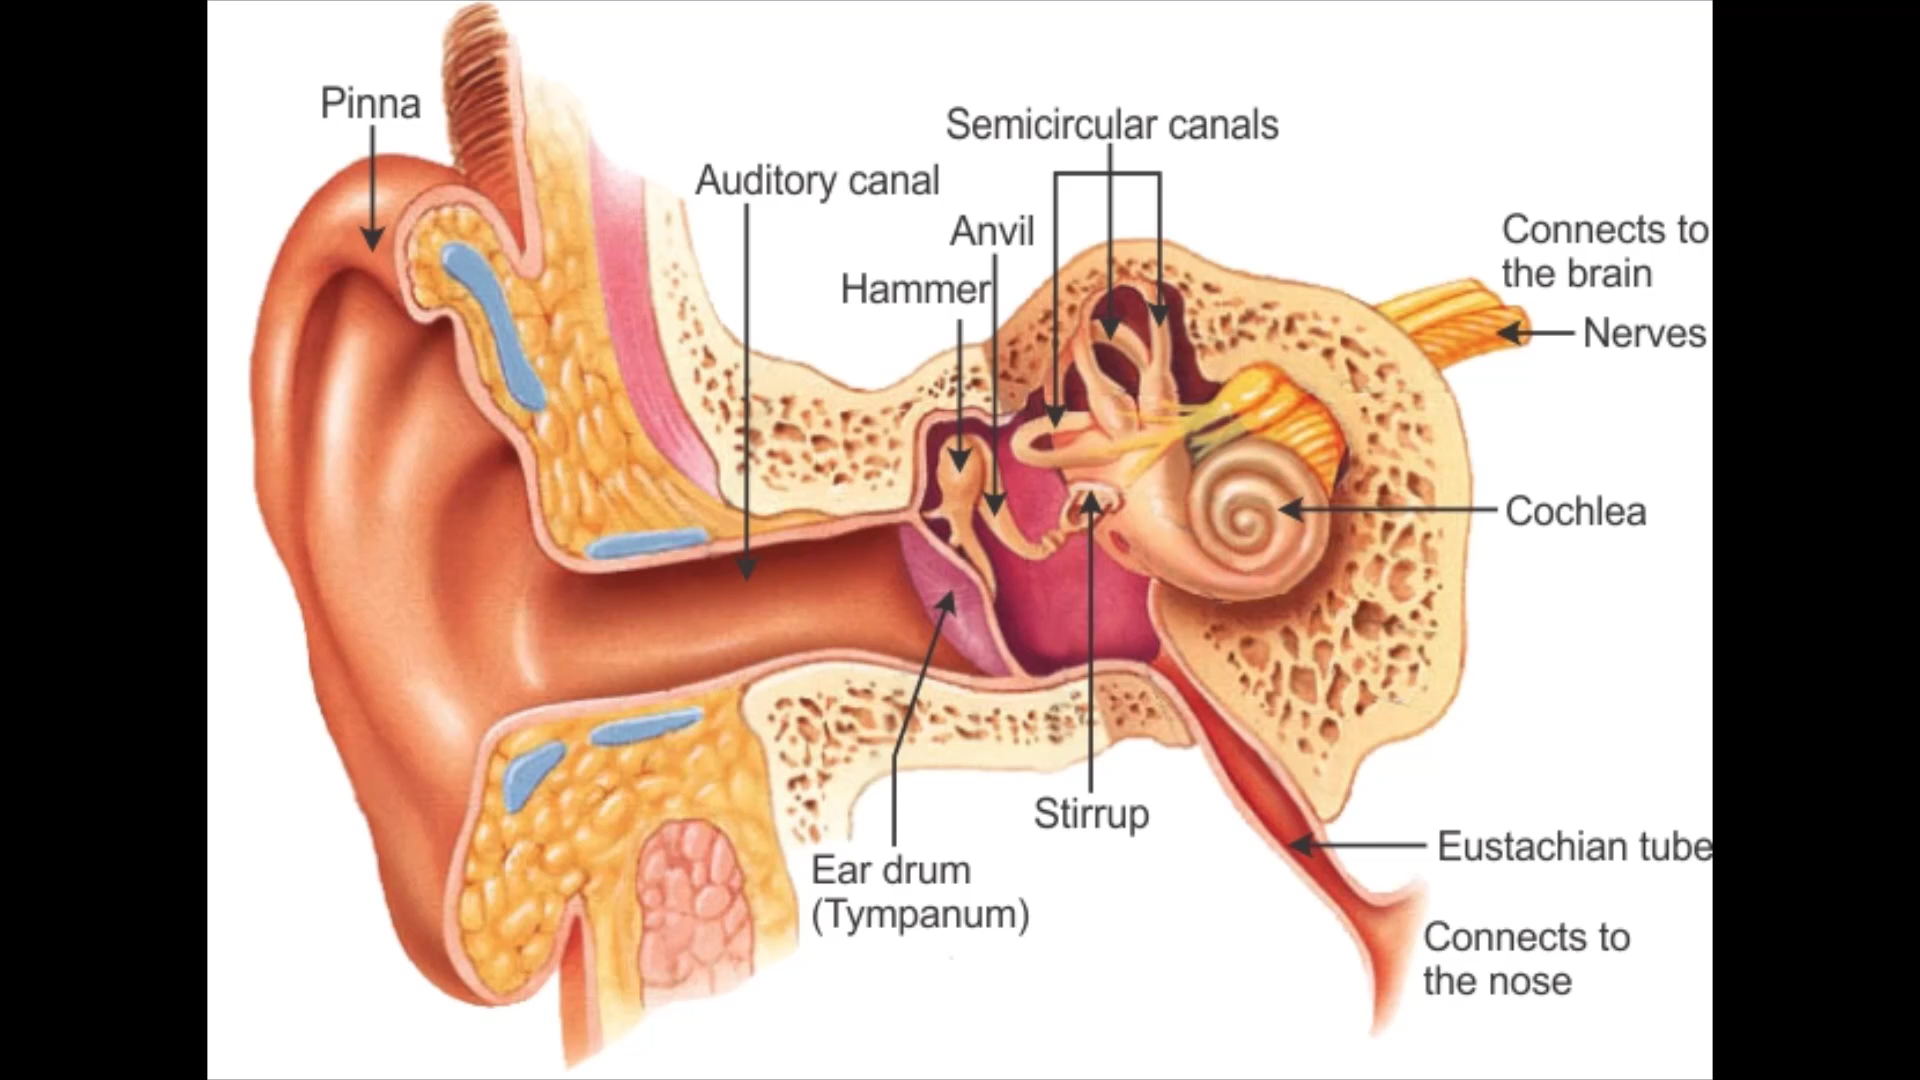 Pinna
Semicircular canals
Auditory canal
Anvil
Hammer
Connects to
the brain
Nerves
Cochlea
Stirrup
Ear drum
(Tympanum)
Eustachian tube
Connects to
the nose